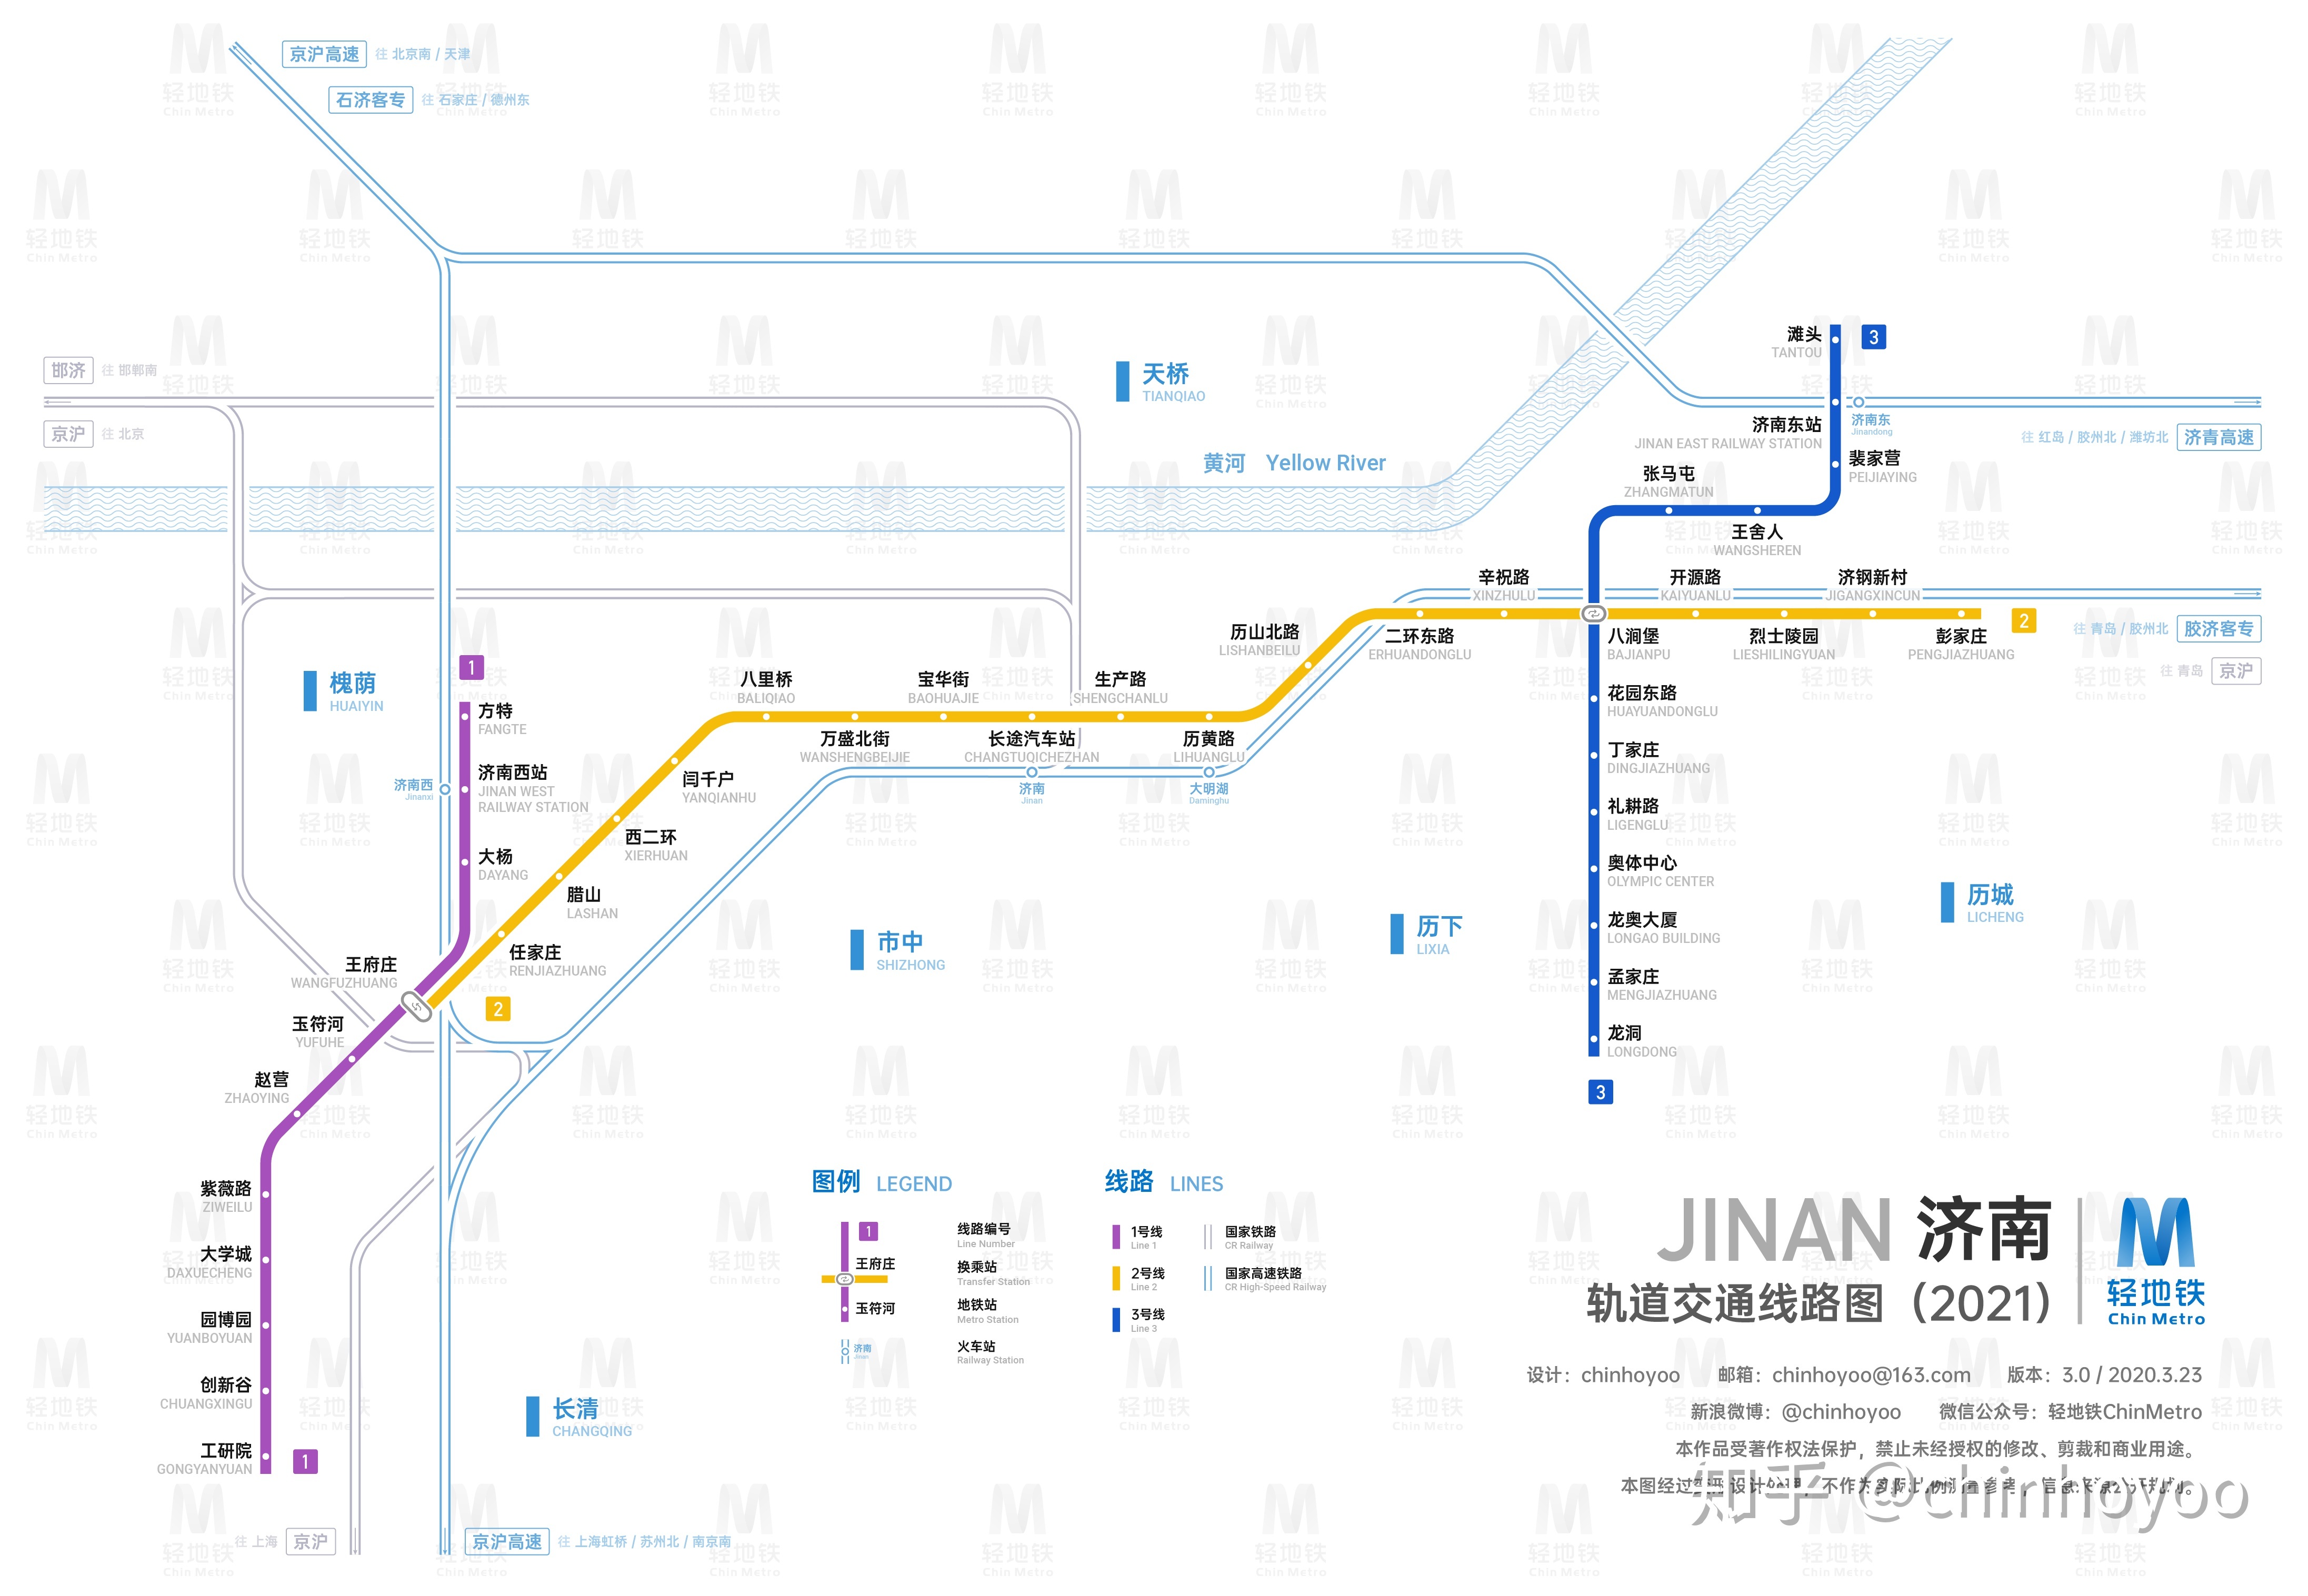 京沪高速 往 北京南 / 天津
石济客专 往 石家庄 / 德州东
邯济 往 邯郸南
京沪 往 北京
天桥
TIANQIAO
黄河 Yellow River
滩头
TANTOU
3
济南东站
JINAN EAST RAILWAY STATION
济南东
Jinandong
往 红岛 / 胶州北 / 潍坊北 济青高速
裴家营
PEIJIAYING
张马屯
ZHANGMATUN
王舍人
WANGSHEREN
辛祝路
XINZHULU
开源路
KAIYUANLU
济钢新村
JIGANGXINCUN
2
往 青岛 / 胶州北 胶济客专
往 青岛 京沪
历山北路
LISHANBEILU
二环东路
ERHUANDONGLU
八涧堡
BAJIANPU
烈士陵园
LIESHILINGYUAN
彭家庄
PENGJIAZHUANG
槐荫
HUAIYIN
1
方特
FANGTE
八里桥
BALIQIAO
宝华街
BAOHUAJIE
生产路
SHENGCHANLU
万盛北街
WANSHENGBEIJIE
长途汽车站
CHANGTUQICHEZHAN
历黄路
LIHUANGLU
济南
Jinan
大明湖
Daminghu
济南西
Jinanxi
济南西站
JINAN WEST
RAILWAY STATION
闫千户
YANQIANHU
西二环
XIERHUAN
大杨
DAYANG
腊山
LASHAN
任家庄
RENJIAZHUANG
2
王府庄
WANGFUZHUANG
玉符河
YUFUHE
赵营
ZHAOYING
花园东路
HUAYUANDONGLU
丁家庄
DINGJIAZHUANG
礼耕路
LIGENGLU
奥体中心
OLYMPIC CENTER
龙奥大厦
LONGAO BUILDING
孟家庄
MENGJIAZHUANG
龙洞
LONGDONG
3
市中
SHIZHONG
历下
LIXIA
历城
LICHENG
紫薇路
ZIWEILU
大学城
DAXUECHENG
园博园
YUANBOYUAN
创新谷
CHUANGXINGU
工研院
GONGYANYUAN
1
长清
CHANGQING
往 上海 京沪
京沪高速 往 上海虹桥 / 苏州北 / 南京南
图例 LEGEND
1
线路编号
Line Number
王府庄
换乘站
Transfer Station
玉符河
地铁站
Metro Station
济南
Jinan
火车站
Railway Station
线路 LINES
1号线
Line 1
2号线
Line 2
3号线
Line 3
国家铁路
CR Railway
国家高速铁路
CR High-Speed Railway
JINAN 济南
轨道交通线路图（2021）
轻地铁
Chin Metro
设计：chinhoyoo 邮箱：chinhoyoo@163.com 版本：3.0 / 2020.3.23
新浪微博：@chinhoyoo 微信公众号：轻地铁ChinMetro
本作品受著作权法保护，禁止未经授权的修改、剪裁和商业用途。
本图经过 设计处理，不作为实际比例测量参考，信息来源公开规划。
知乎 @chinhoyoo